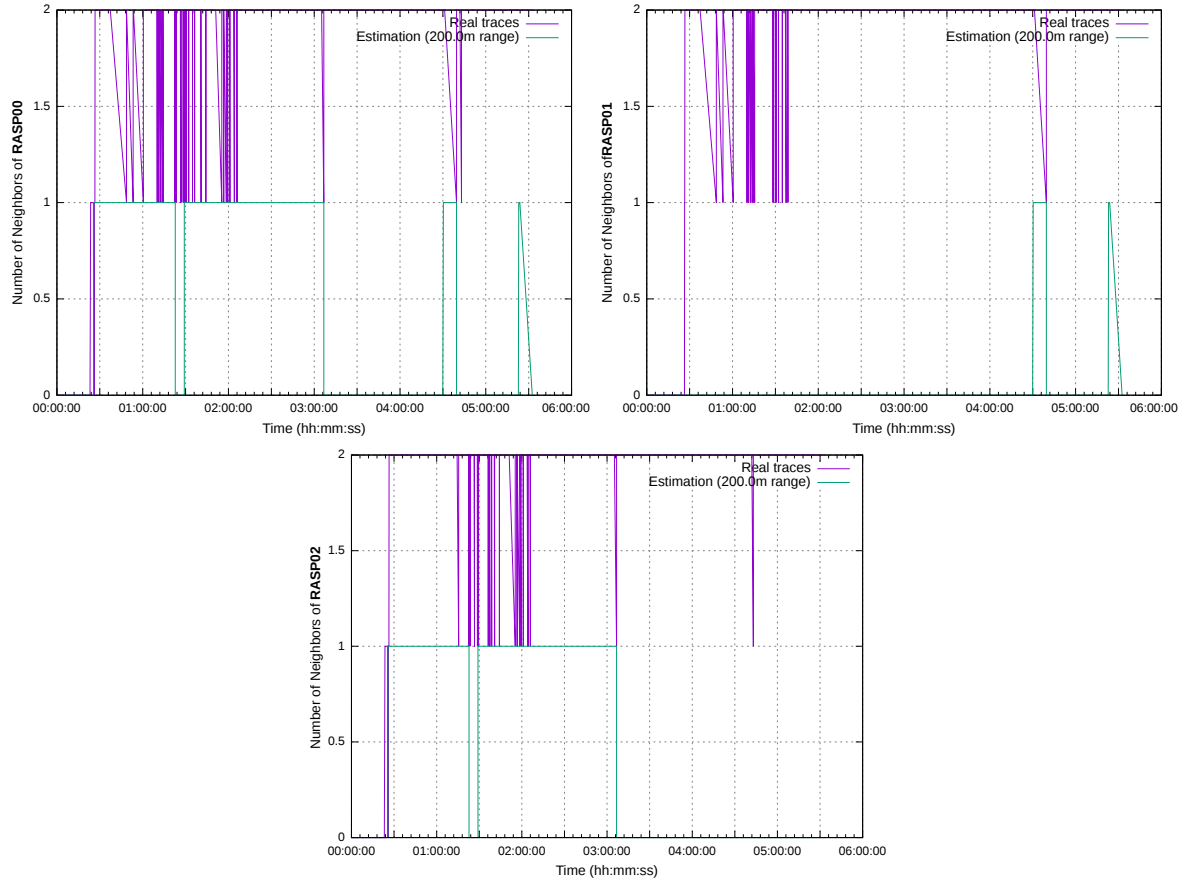 2
1.5
1
0.5
0
Number of Neighbors of RASP00
Real traces
Estimation (200.0m range)
00:00:00 01:00:00 02:00:00 03:00:00 04:00:00 05:00:00 06:00:00
Time (hh:mm:ss)
2
1.5
1
0.5
0
Number of Neighbors ofRASP01
Real traces
Estimation (200.0m range)
00:00:00 01:00:00 02:00:00 03:00:00 04:00:00 05:00:00 06:00:00
Time (hh:mm:ss)
2
1.5
1
0.5
0
Number of Neighbors of RASP02
Real traces
Estimation (200.0m range)
00:00:00 01:00:00 02:00:00 03:00:00 04:00:00 05:00:00 06:00:00
Time (hh:mm:ss)